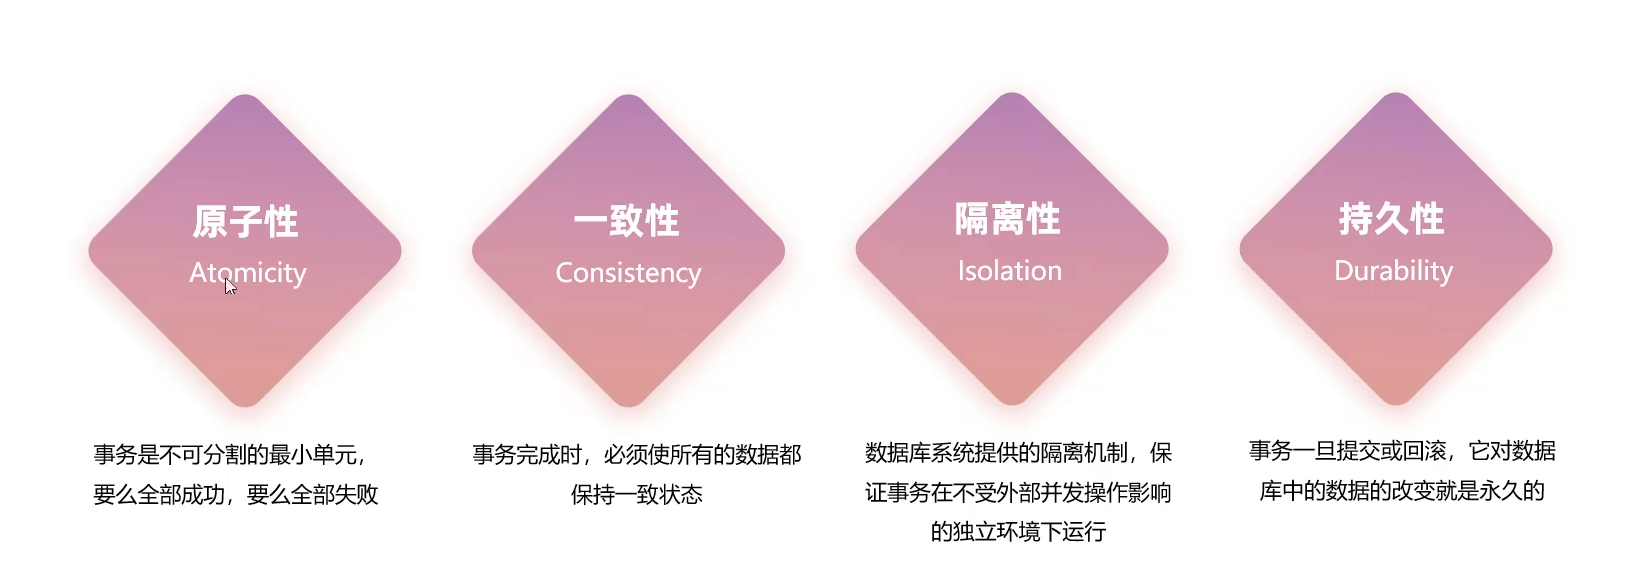 原子性
Atomicity
事务是不可分割的最小单元，
要么全部成功，要么全部失败
一致性
Consistency
事务完成时，必须使所有的数据都
保持一致状态
隔离性
Isolation
数据库系统提供的隔离机制，保
证事务在不受外部并发操作影响
的独立环境下运行
持久性
Durability
事务一旦提交或回滚，它对数据
库中的数据的改变就是永久的